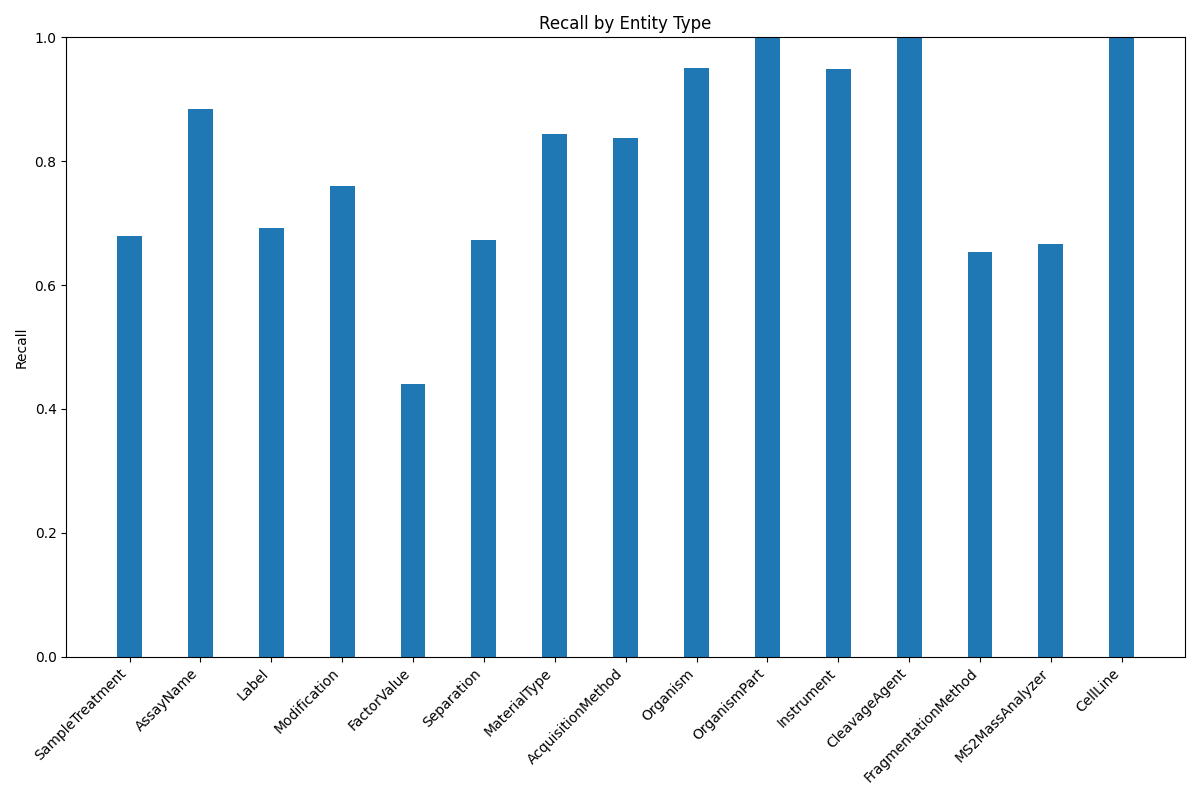 Recall by Entity Type
1.0
0.8
0.6
0.4
0.2
0.0
Recall
SampleTreatment
AssayName
Label
Modification
FactorValue
Separation
MaterialType
AcquisitionMethod
Organism
OrganismPart
Instrument
CleavageAgent
FragmentationMethod
MS2MassAnalyzer
CellLine